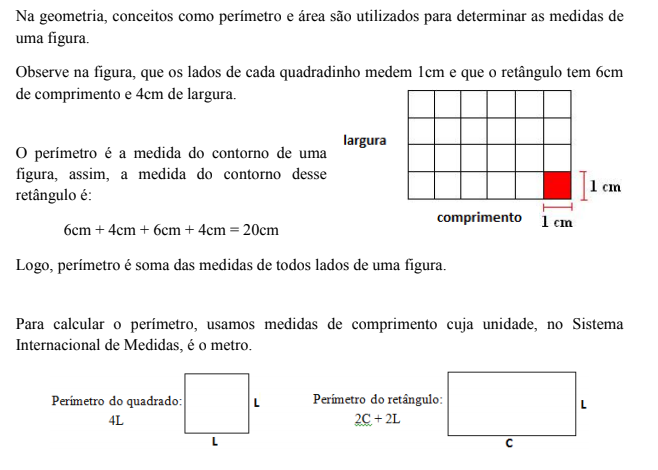 Na geometria, conceitos como perímetro e área são utilizados para determinar as medidas de
uma figura.
Observe na figura, que os lados de cada quadradinho medem 1cm e que o retângulo tem 6cm
de comprimento e 4cm de largura.
largura
O perímetro é a medida do contorno de uma
figura, assim, a medida do contorno desse
retângulo é:
1 cm
comprimento
1 cm
6cm + 4cm + 6cm + 4cm = 20cm
Logo, perímetro é soma das medidas de todos lados de uma figura.
Para calcular o perímetro, usamos medidas de comprimento cuja unidade, no Sistema
Internacional de Medidas, é o metro.
Perímetro do quadrado:
4L
L
L
Perímetro do retângulo:
2C + 2L
L
C